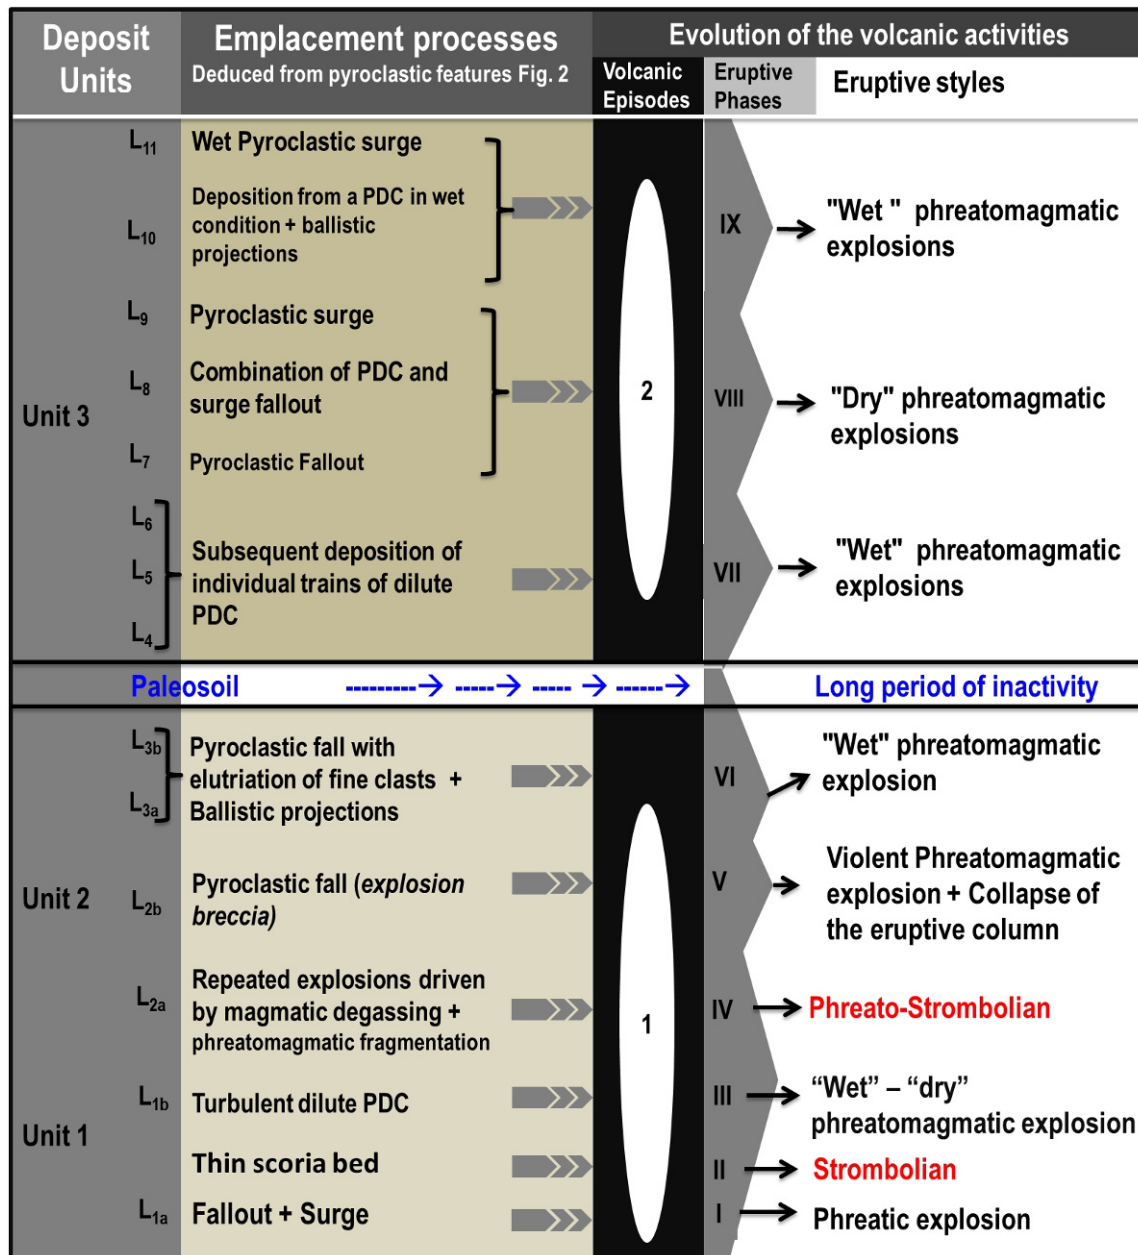 Deposit Units
Emplacement processes
Deduced from pyroclastic features Fig. 2
Evolution of the volcanic activities
Volcanic Episodes
Eruptive Phases
Eruptive styles
Unit 3
L11
Wet Pyroclastic surge
L10
Deposition from a PDC in wet
condition + ballistic
projections
IX
"Wet " phreatomagmatic
explosions
L9
Pyroclastic surge
L8
Combination of PDC and
surge fallout
L7
Pyroclastic Fallout
2
VIII
"Dry" phreatomagmatic
explosions
L6
L5
L4
Subsequent deposition of
individual trains of dilute
PDC
VII
"Wet" phreatomagmatic
explosions
Paleosoil
Long period of inactivity
Unit 2
L3b
L3a
Pyroclastic fall with
elutriation of fine clasts +
Ballistic projections
VI
"Wet" phreatomagmatic
explosion
L2b
Pyroclastic fall (explosion
breccia)
V
Violent Phreatomagmatic
explosion + Collapse of
the eruptive column
L2a
Repeated explosions driven
by magmatic degassing +
phreatomagmatic fragmentation
1
IV
Phreato-Strombolian
Unit 1
L1b
Turbulent dilute PDC
III
“Wet” – “dry”
phreatomagmatic explosion
Thin scoria bed
II
Strombolian
L1a
Fallout + Surge
I
Phreatic explosion